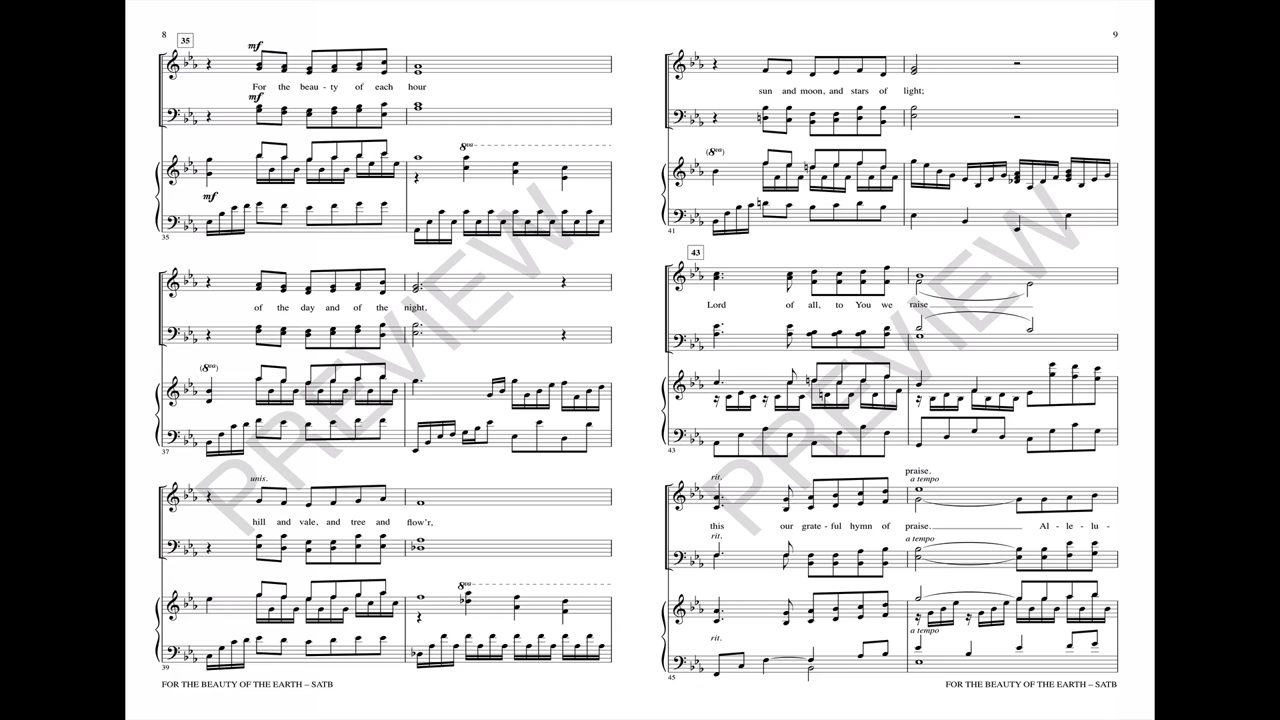 8
35
mf
For the beau - ty of each hour
mf
8va
mf
35
of the day and of the night,
(8va)
37
unis.
hill and vale, and tree and flow'r,
8va
39
FOR THE BEAUTY OF THE EARTH – SATB
9
sun and moon, and stars of light;
(8va)
41
43
Lord of all, to You we raise
43
rit.
praise.
a tempo
this our grate - ful hymn of praise. Al - le - lu -
rit.
a tempo
rit.
a tempo
45
FOR THE BEAUTY OF THE EARTH – SATB
PREVIEW
PREVIEW